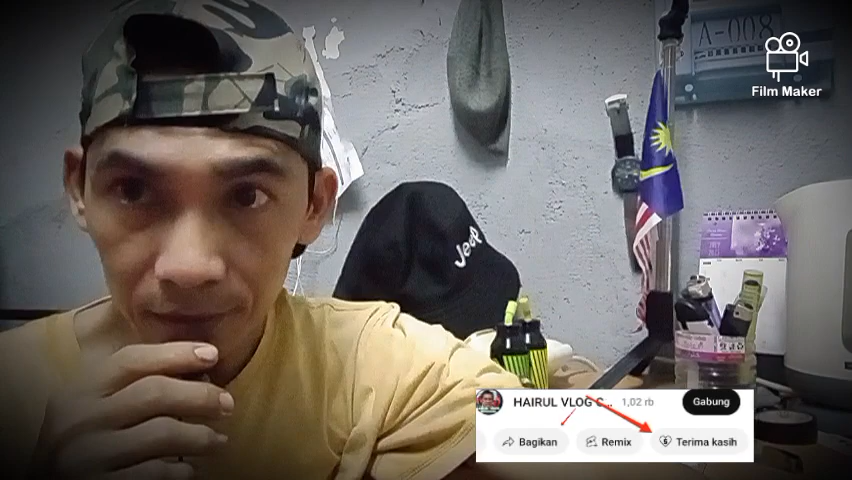 A-008
Film Maker
Jeep
HAIRUL VLOG C... 1,02 rb Gabung
Bagikan Remix Terima kasih